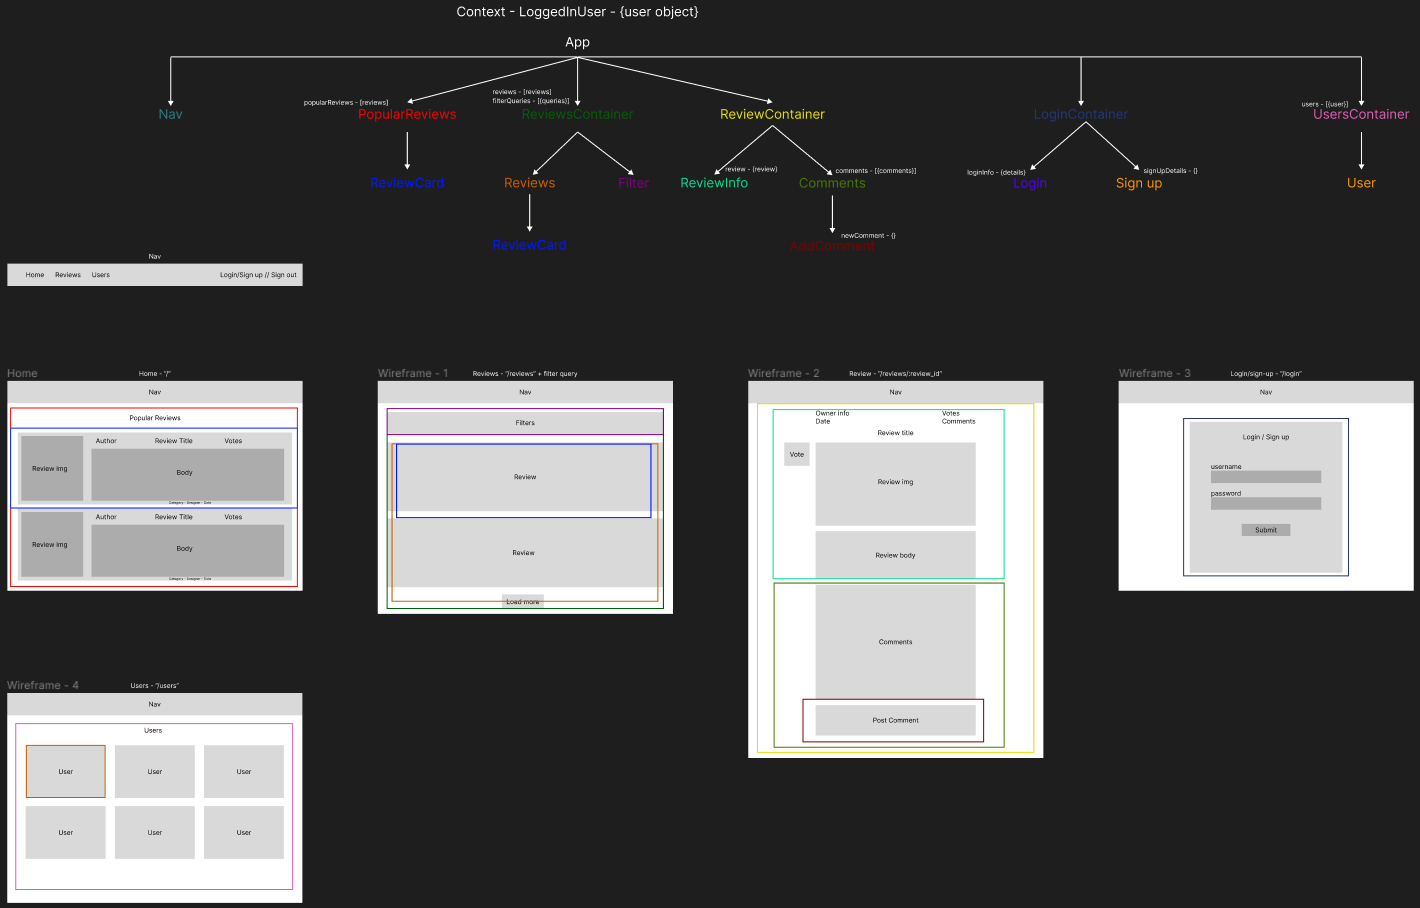 Context - LoggedInUser - {user object}
App
popularReviews - [reviews]
reviews - [reviews]
filterQueries - [{queries}]
users - [{user}]
Nav
PopularReviews
ReviewsContainer
ReviewContainer
LoginContainer
UsersContainer
review - {review}
comments - [{comments}]
loginInfo - {details}
signUpDetails - {}
ReviewCard
Reviews
Filter
ReviewInfo
Comments
Login
Sign up
User
newComment - {}
ReviewCard
AddComment
Nav
Home Reviews Users Login/Sign up // Sign out
Home
Home - "/"
Nav
Popular Reviews
Author Review Title Votes
Review img
Body
Category - Designer - Date
Author Review Title Votes
Review img
Body
Category - Designer - Date
Wireframe - 1
Reviews - "/reviews" + filter query
Nav
Filters
Review
Review
Load more
Wireframe - 2
Review - "/reviews/:review_id"
Nav
Owner info Votes
Date Comments
Review title
Vote
Review img
Review body
Comments
Post Comment
Wireframe - 3
Login/sign-up - "/login"
Nav
Login / Sign up
username
password
Submit
Wireframe - 4
Users - "/users"
Nav
Users
User User User
User User User